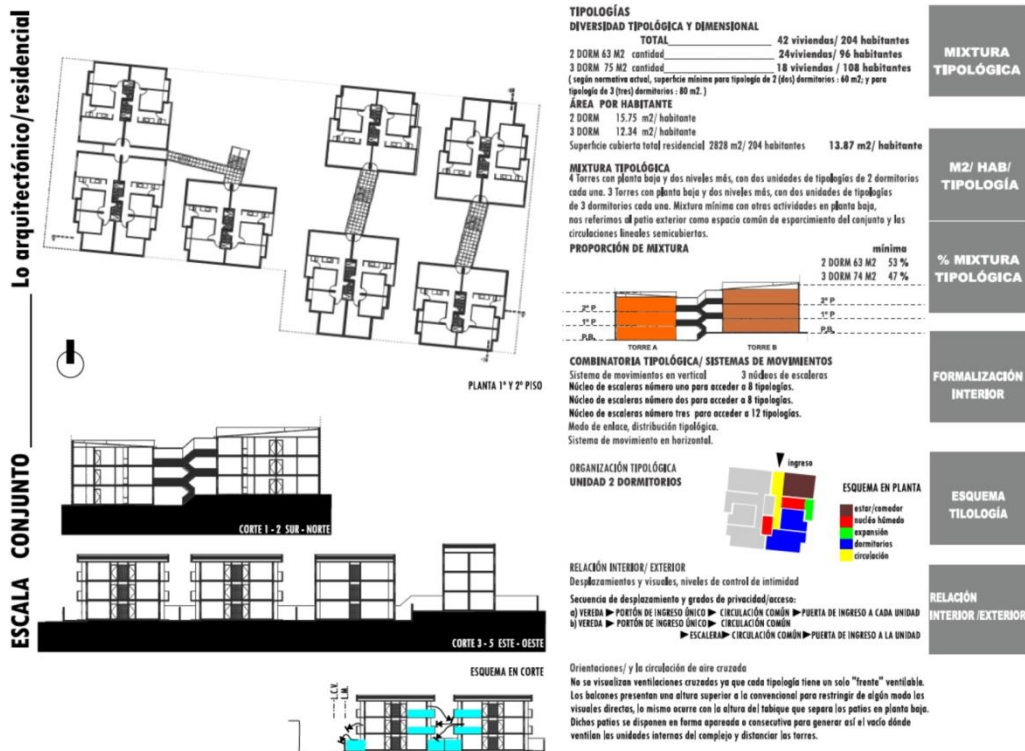 Lo arquitectónico/residencial
ESCALA CONJUNTO
PLANTA 1º Y 2º PISO
CORTE 1 - 2 SUR - NORTE
CORTE 3 - 5 ESTE - OESTE
ESQUEMA EN CORTE
L.C.V.
L.M.
TIPOLOGÍAS
DIVERSIDAD TIPOLÓGICA Y DIMENSIONAL
TOTAL 42 viviendas/ 204 habitantes
2 DORM 63 M2 cantidad 24viviendas/ 96 habitantes
3 DORM 75 M2 cantidad 18 viviendas / 108 habitantes
( según normativa actual, superficie mínima para tipología de 2 (dos) dormitorios : 60 m2; y para
tipología de 3 (tres) dormitorios : 80 m2. )
ÁREA POR HABITANTE
2 DORM 15.75 m2/ habitante
3 DORM 12.34 m2/ habitante
Superficie cubierta total residencial 2828 m2/ 204 habitantes 13.87 m2/ habitante
MIXTURA TIPOLÓGICA
4 Torres con planta baja y dos niveles más, con dos unidades de tipologías de 2 dormitorios
cada una. 3 Torres con planta baja y dos niveles más, con dos unidades de tipologías
de 3 dormitorios cada una. Mixtura mínima con otras actividades en planta baja,
nos referimos al patio exterior como espacio común de esparcimiento del conjunto y las
circulaciones lineales semicubiertas.
PROPORCIÓN DE MIXTURA mínima
2 DORM 63 M2 53 %
3 DORM 74 M2 47 %
2º P
1º P
P.B.
2º P
1º P
P.B.
TORRE A
TORRE B
COMBINATORIA TIPOLÓGICA/ SISTEMAS DE MOVIMIENTOS
Sistema de movimientos en vertical 3 núcleos de escaleras
Núcleo de escaleras número uno para acceder a 8 tipologías.
Núcleo de escaleras número dos para acceder a 8 tipologías.
Núcleo de escaleras número tres para acceder a 12 tipologías.
Modo de enlace, distribución tipológica.
Sistema de movimiento en horizontal.
ORGANIZACIÓN TIPOLÓGICA
UNIDAD 2 DORMITORIOS
ingreso
ESQUEMA EN PLANTA
estar/comedor
nucléo húmedo
expansión
dormitorios
circulación
RELACIÓN INTERIOR/ EXTERIOR
Desplazamientos y visuales, niveles de control de intimidad
Secuencia de desplazamiento y grados de privacidad/acceso:
a) VEREDA ► PORTÓN DE INGRESO ÚNICO ► CIRCULACIÓN COMÚN ►PUERTA DE INGRESO A CADA UNIDAD
b) VEREDA ► PORTÓN DE INGRESO ÚNICO ► CIRCULACIÓN COMÚN
►ESCALERA► CIRCULACIÓN COMÚN ►PUERTA DE INGRESO A LA UNIDAD
Orientaciones/ y la circulación de aire cruzada
No se visualizan ventilaciones cruzadas ya que cada tipología tiene un solo "frente" ventilable.
Los balcones presentan una altura superior a la convencional para restringir de algún modo las
visuales directas, lo mismo ocurre con la altura del tabique que separa los patios en planta baja.
Dichos patios se disponen en forma apareada o consecutiva para generar así el vacío dónde
ventilan las unidades internas del complejo y distanciar las torres.
MIXTURA
TIPOLÓGICA
M2/ HAB/
TIPOLOGÍA
% MIXTURA
TIPOLÓGICA
FORMALIZACIÓN
INTERIOR
ESQUEMA
TILOLOGÍA
RELACIÓN
INTERIOR /EXTERIOR